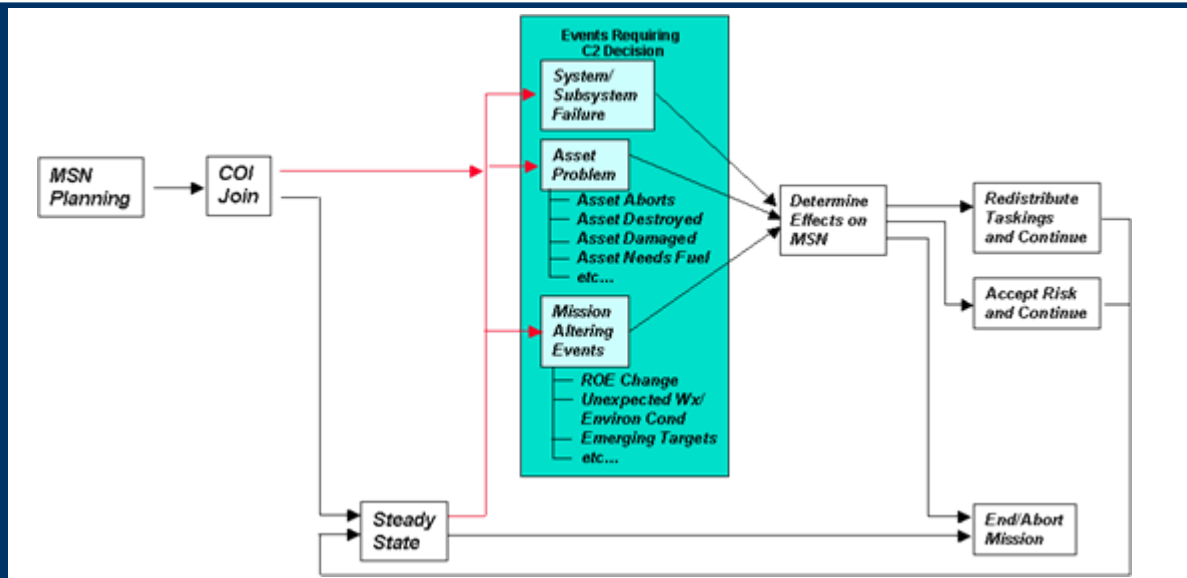 Events Requiring
C2 Decision
System/
Subsystem
Failure
MSN
Planning
COI
Join
Asset
Problem
Asset Aborts
Asset Destroyed
Asset Damaged
Asset Needs Fuel
etc...
Mission
Altering
Events
ROE Change
Unexpected Wx/
Environ Cond
Emerging Targets
etc...
Determine
Effects on
MSN
Redistribute
Taskings
and Continue
Accept Risk
and Continue
Steady
State
End/Abort
Mission